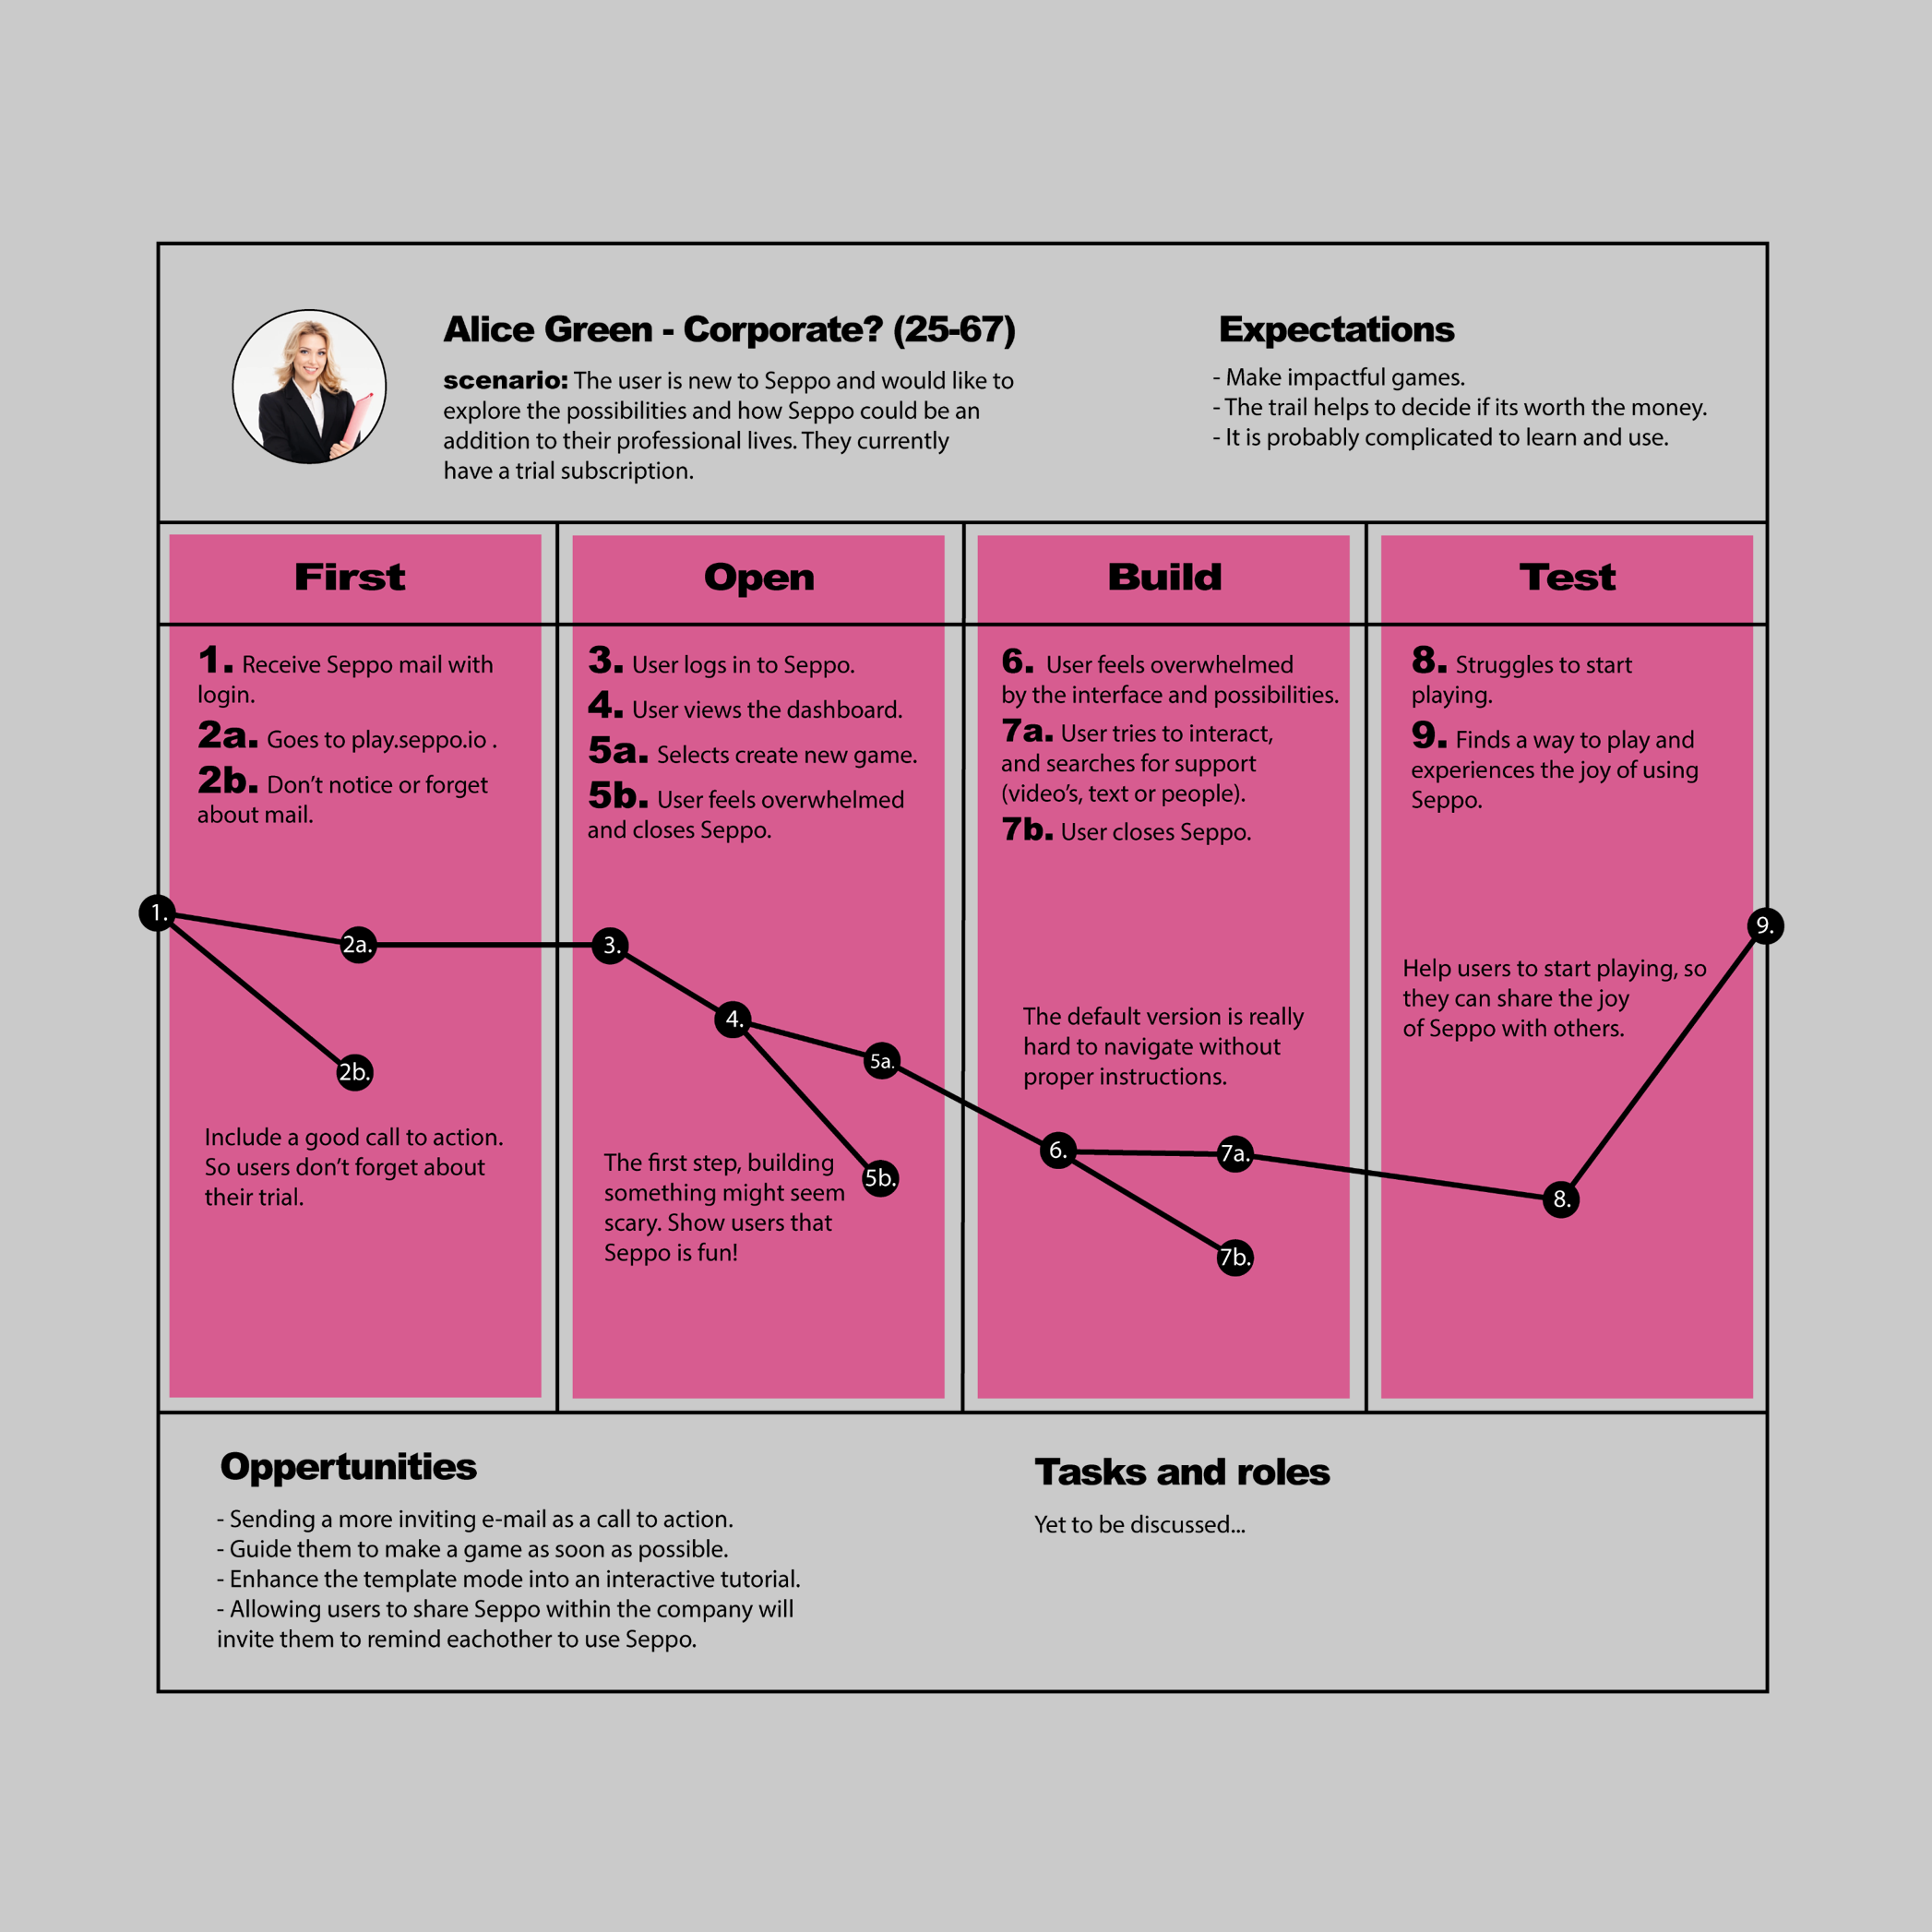 Alice Green - Corporate? (25-67)
scenario: The user is new to Seppo and would like to
explore the possibilities and how Seppo could be an
addition to their professional lives. They currently
have a trial subscription.
Expectations
- Make impactful games.
- The trail helps to decide if its worth the money.
- It is probably complicated to learn and use.
First
1. Receive Seppo mail with
login.
2a. Goes to play.seppo.io .
2b. Don’t notice or forget
about mail.
Open
3. User logs in to Seppo.
4. User views the dashboard.
5a. Selects create new game.
5b. User feels overwhelmed
and closes Seppo.
Build
6. User feels overwhelmed
by the interface and possibilities.
7a. User tries to interact,
and searches for support
(video’s, text or people).
7b. User closes Seppo.
Test
8. Struggles to start
playing.
9. Finds a way to play and
experiences the joy of using
Seppo.
1.
2a.
2b.
3.
4.
5a.
5b.
6.
7a.
7b.
8.
9.
Include a good call to action.
So users don’t forget about
their trial.
The first step, building
something might seem
scary. Show users that
Seppo is fun!
The default version is really
hard to navigate without
proper instructions.
Help users to start playing, so
they can share the joy
of Seppo with others.
Oppertunities
- Sending a more inviting e-mail as a call to action.
- Guide them to make a game as soon as possible.
- Enhance the template mode into an interactive tutorial.
- Allowing users to share Seppo within the company will
invite them to remind eachother to use Seppo.
Tasks and roles
Yet to be discussed...